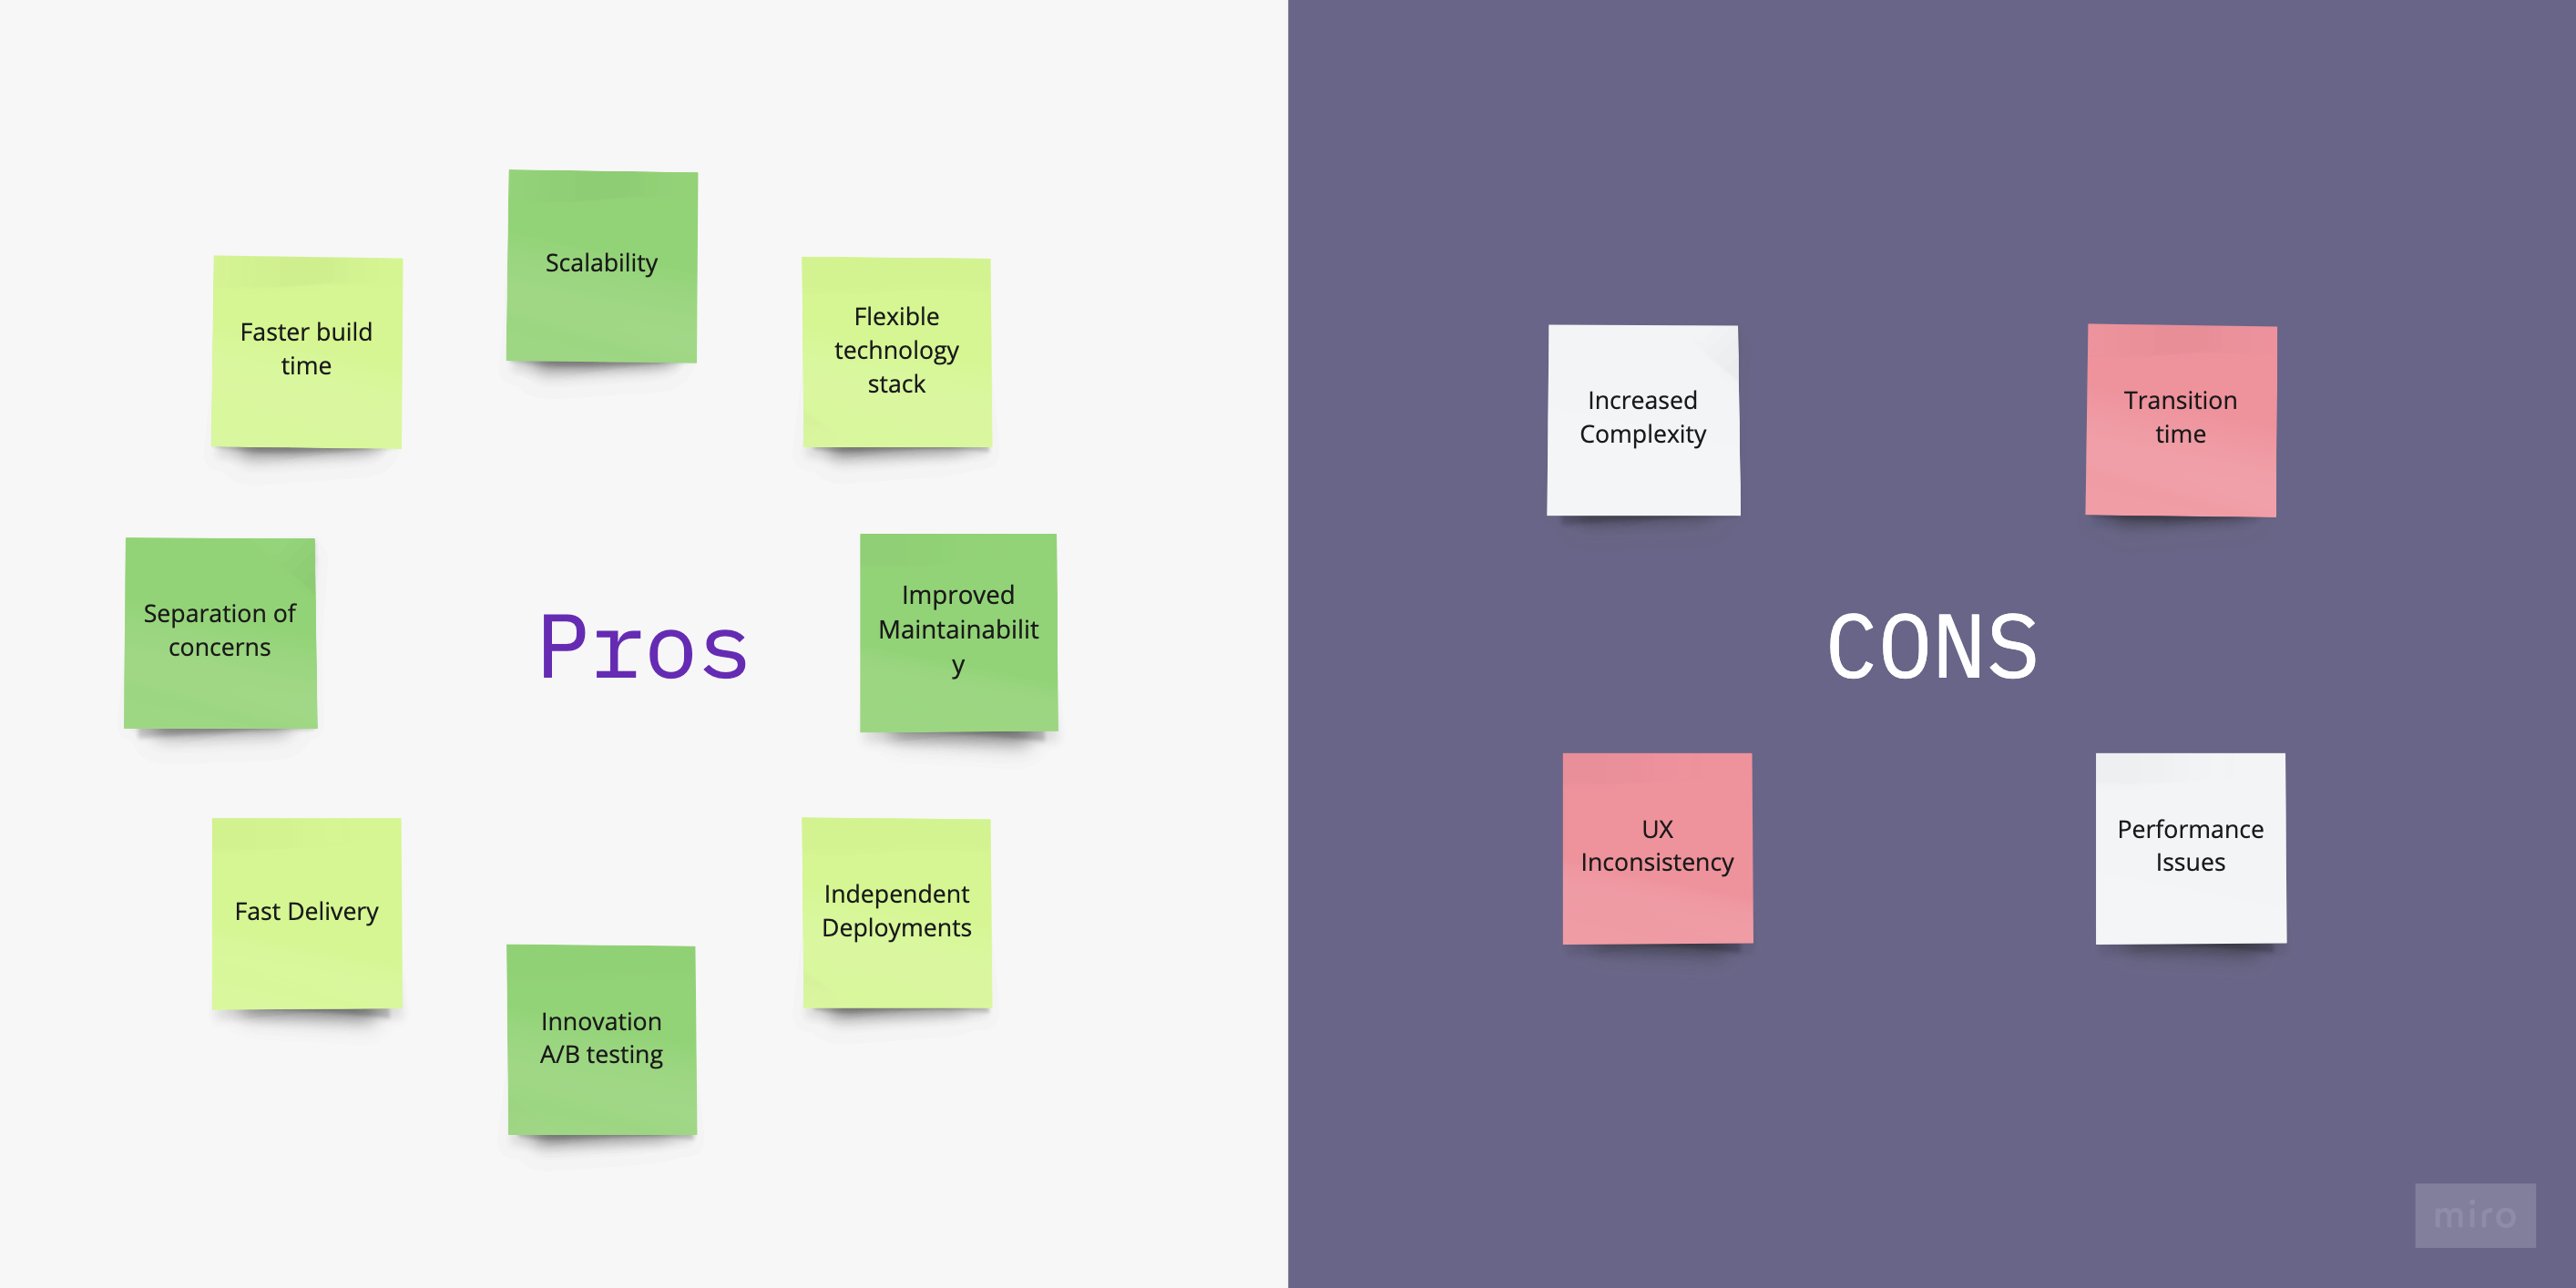 Scalability
Faster build
time
Flexible
technology
stack
Separation of
concerns
Pros
Improved
Maintainabilit
y
Fast Delivery
Independent
Deployments
Innovation
A/B testing
Increased
Complexity
Transition
time
CONS
UX
Inconsistency
Performance
Issues
miro